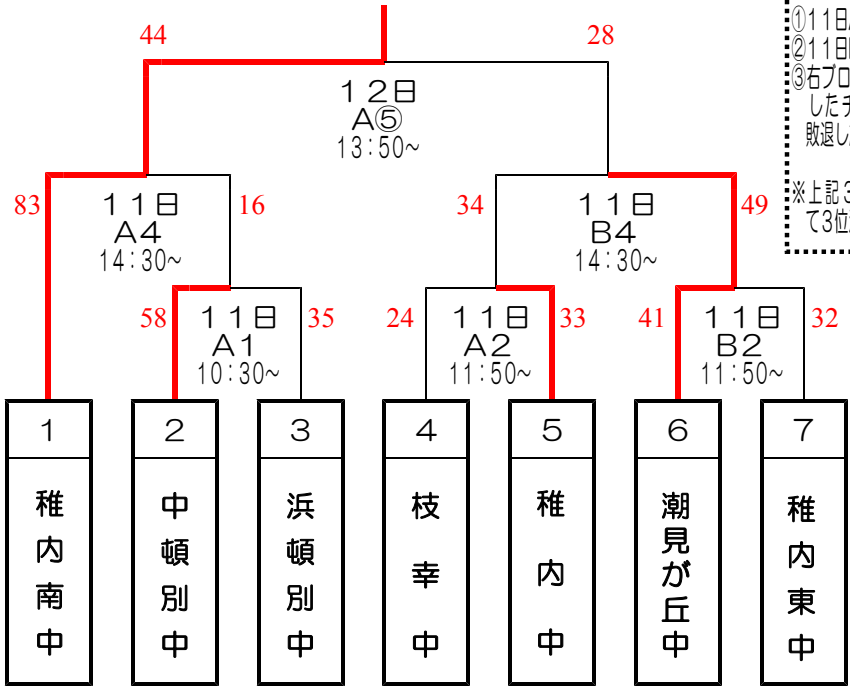 44
28
①11日
②11日
③右ブロ
したチ
敗退し
※上記3
て3位
12日
A⑤
13:50~
83
11日
A4
14:30~
16
34
11日
B4
14:30~
49
58
11日
A1
10:30~
35
24
11日
A2
11:50~
33
41
11日
B2
11:50~
32
1
2
3
4
5
6
7
稚内南中
中頓別中
浜頓別中
枝幸中
稚内中
潮見が丘中
稚内東中